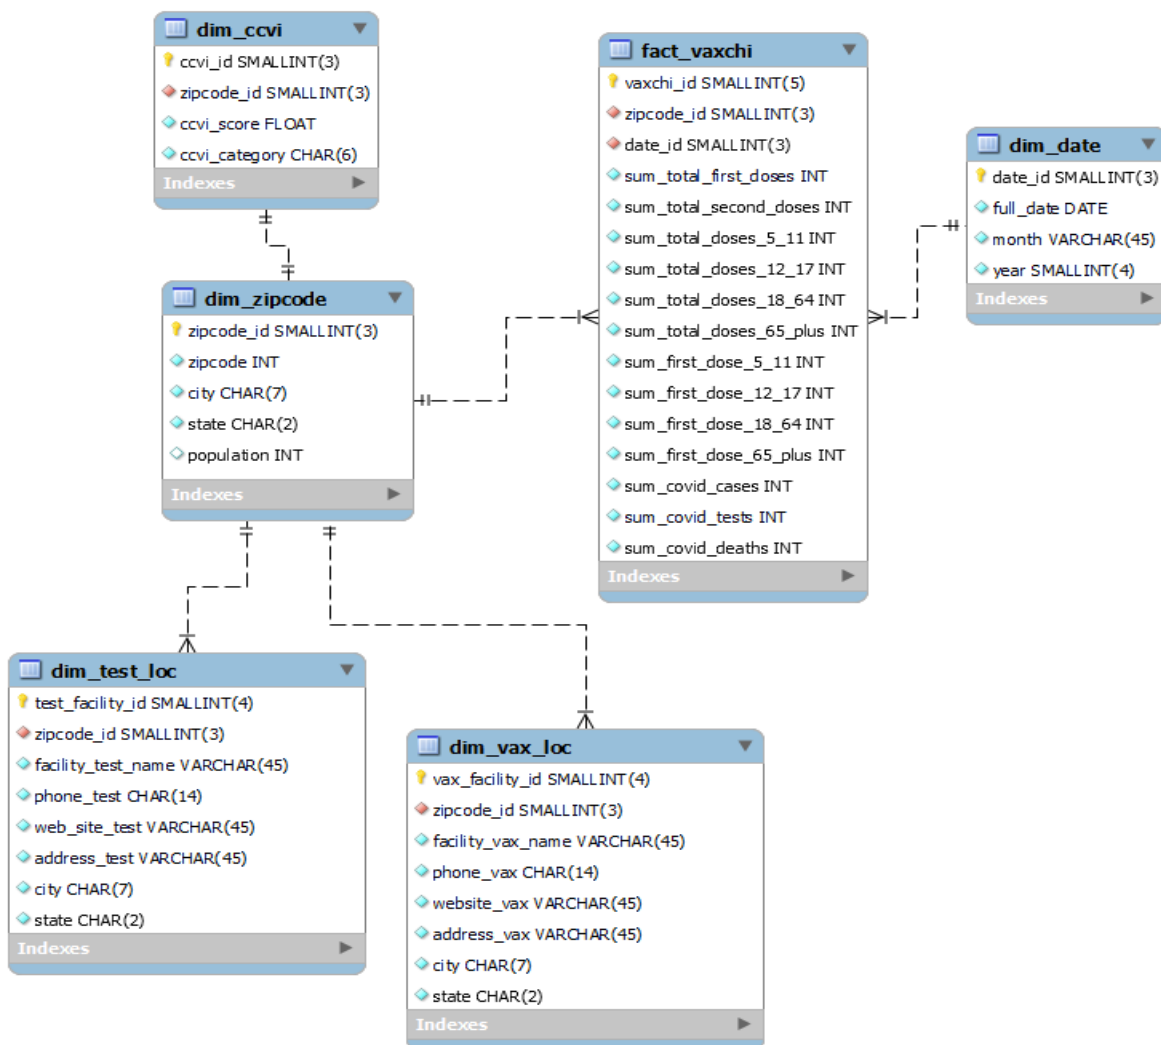 dim_ccvi
ccvi_id SMALLINT(3)
zipcode_id SMALLINT(3)
ccvi_score FLOAT
ccvi_category CHAR(6)
Indexes
fact_vaxchi
vaxchi_id SMALLINT(5)
zipcode_id SMALLINT(3)
date_id SMALLINT(3)
sum_total_first_doses INT
sum_total_second_doses INT
sum_total_doses_5_11 INT
sum_total_doses_12_17 INT
sum_total_doses_18_64 INT
sum_total_doses_65_plus INT
sum_first_dose_5_11 INT
sum_first_dose_12_17 INT
sum_first_dose_18_64 INT
sum_first_dose_65_plus INT
sum_covid_cases INT
sum_covid_tests INT
sum_covid_deaths INT
Indexes
dim_date
date_id SMALLINT(3)
full_date DATE
month VARCHAR(45)
year SMALLINT(4)
Indexes
dim_zipcode
zipcode_id SMALLINT(3)
zipcode INT
city CHAR(7)
state CHAR(2)
population INT
Indexes
dim_test_loc
test_facility_id SMALLINT(4)
zipcode_id SMALLINT(3)
facility_test_name VARCHAR(45)
phone_test CHAR(14)
web_site_test VARCHAR(45)
address_test VARCHAR(45)
city CHAR(7)
state CHAR(2)
Indexes
dim_vax_loc
vax_facility_id SMALLINT(4)
zipcode_id SMALLINT(3)
facility_vax_name VARCHAR(45)
phone_vax CHAR(14)
website_vax VARCHAR(45)
address_vax VARCHAR(45)
city CHAR(7)
state CHAR(2)
Indexes